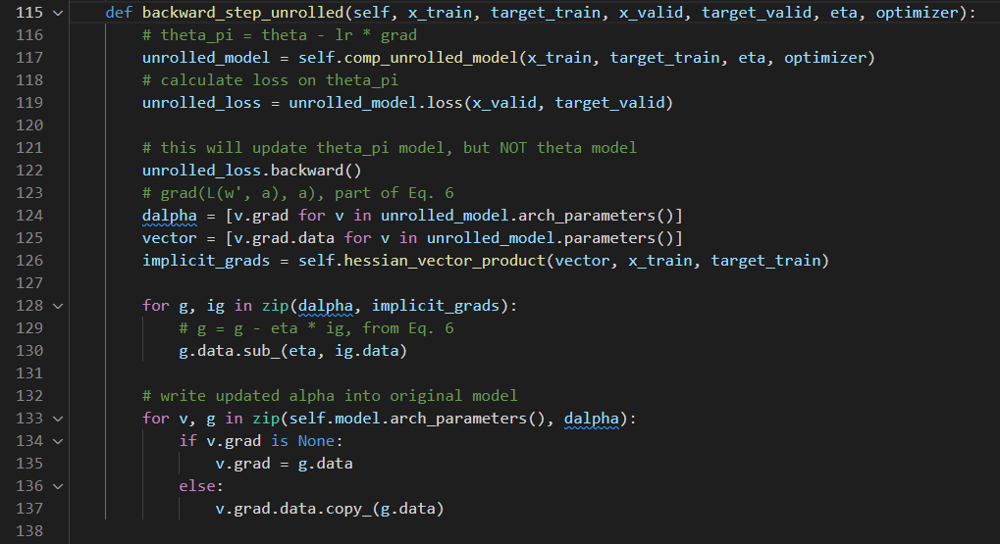 115 def backward_step_unrolled(self, x_train, target_train, x_valid, target_valid, eta, optimizer):
116 # theta_pi = theta - lr * grad
117 unrolled_model = self.comp_unrolled_model(x_train, target_train, eta, optimizer)
118 # calculate loss on theta_pi
119 unrolled_loss = unrolled_model.loss(x_valid, target_valid)
120
121 # this will update theta_pi model, but NOT theta model
122 unrolled_loss.backward()
123 # grad(L(w', a), a), part of Eq. 6
124 dalpha = [v.grad for v in unrolled_model.arch_parameters()]
125 vector = [v.grad.data for v in unrolled_model.parameters()]
126 implicit_grads = self.hessian_vector_product(vector, x_train, target_train)
127
128 for g, ig in zip(dalpha, implicit_grads):
129 # g = g - eta * ig, from Eq. 6
130 g.data.sub_(eta, ig.data)
131
132 # write updated alpha into original model
133 for v, g in zip(self.model.arch_parameters(), dalpha):
134 if v.grad is None:
135 v.grad = g.data
136 else:
137 v.grad.data.copy_(g.data)
138